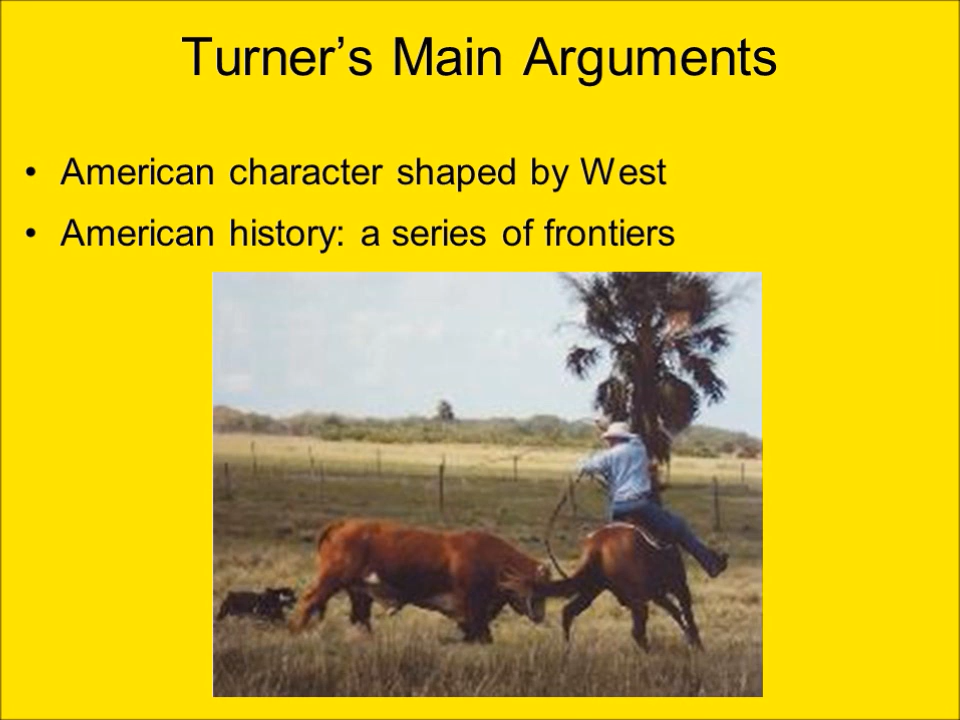 Turner’s Main Arguments
• American character shaped by West
• American history: a series of frontiers